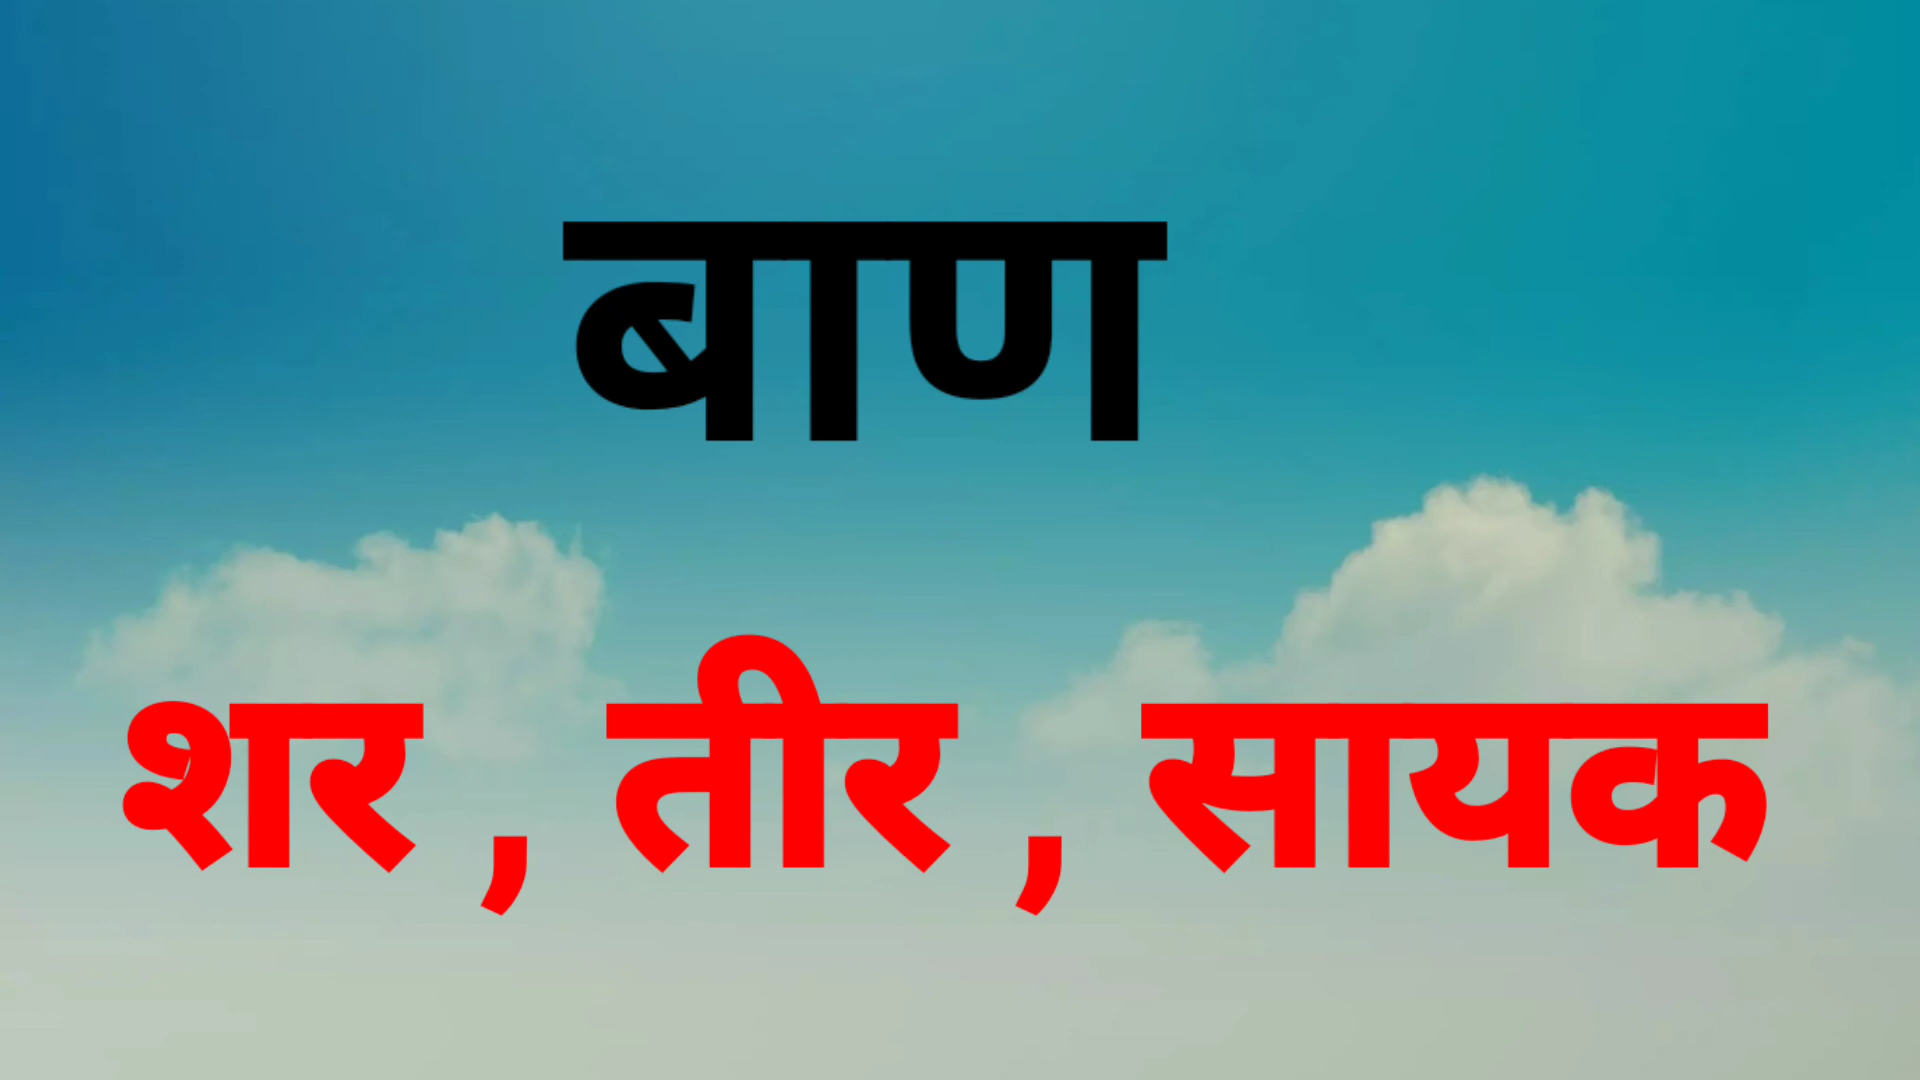 बाण
शर , तीर , सायक